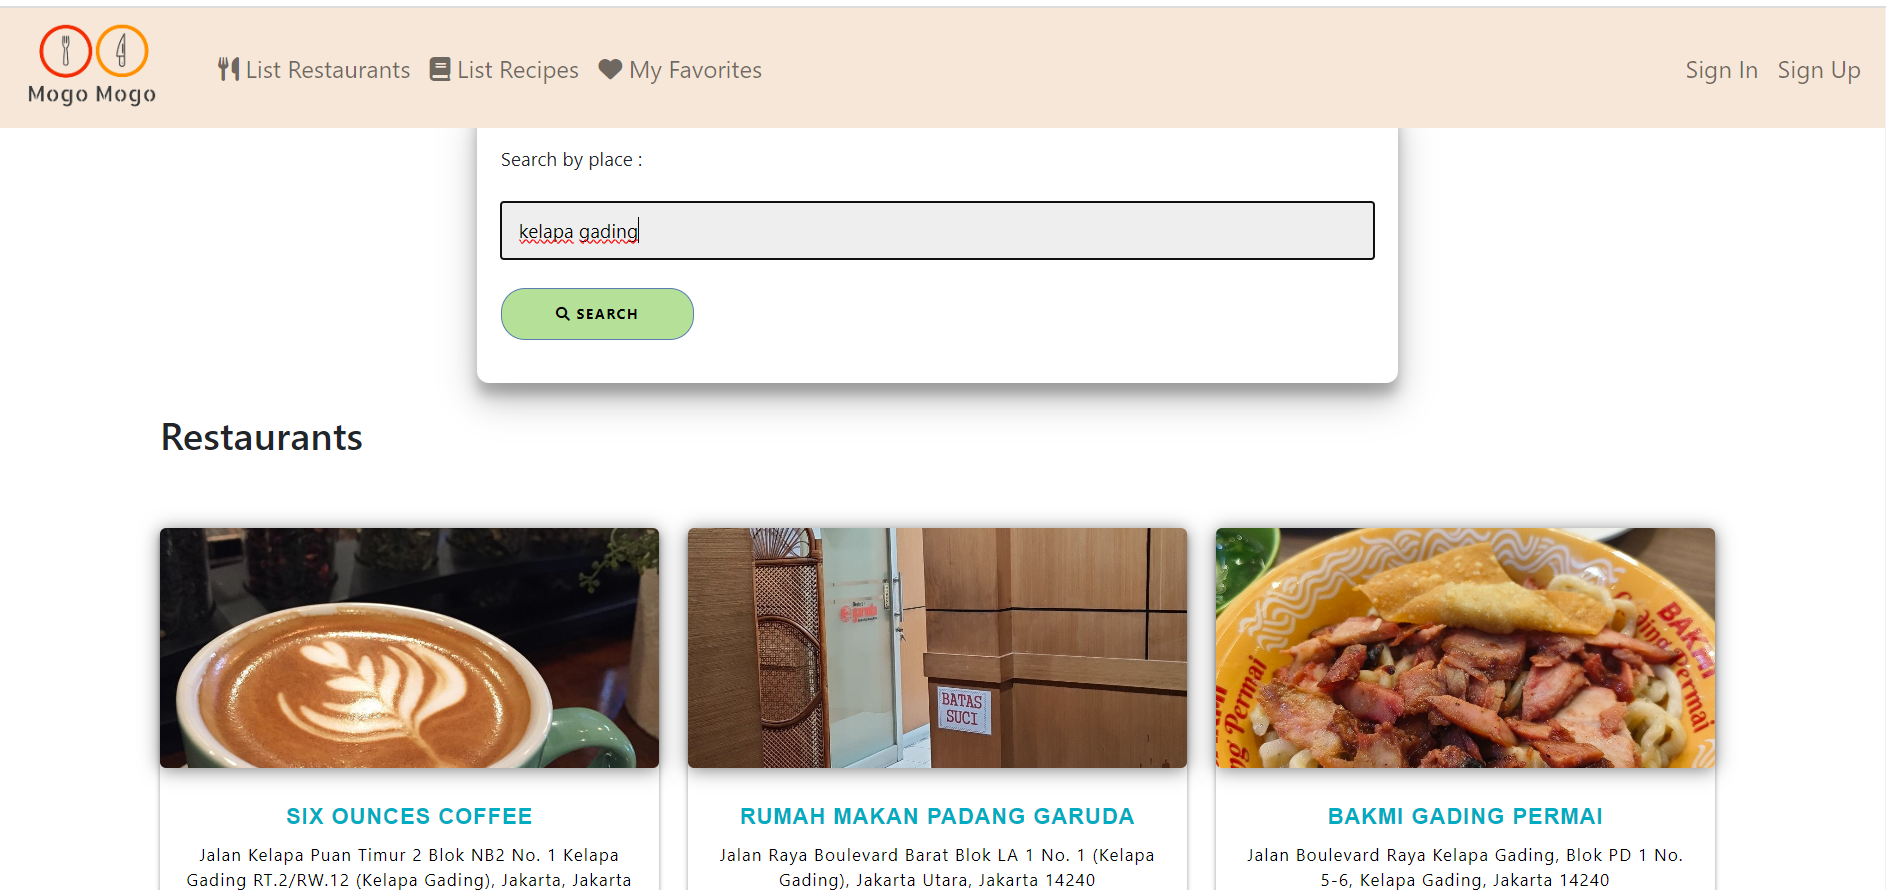 Mogo Mogo
List Restaurants
List Recipes
My Favorites
Sign In
Sign Up
Search by place :
kelapa gading
SEARCH
Restaurants
garuda
BATAS
SUCI
BAKMI
Gading Permai
Permai
SIX OUNCES COFFEE
Jalan Kelapa Puan Timur 2 Blok NB2 No. 1 Kelapa
Gading RT.2/RW.12 (Kelapa Gading), Jakarta, Jakarta
RUMAH MAKAN PADANG GARUDA
Jalan Raya Boulevard Barat Blok LA 1 No. 1 (Kelapa
Gading), Jakarta Utara, Jakarta 14240
BAKMI GADING PERMAI
Jalan Boulevard Raya Kelapa Gading, Blok PD 1 No.
5-6, Kelapa Gading, Jakarta 14240